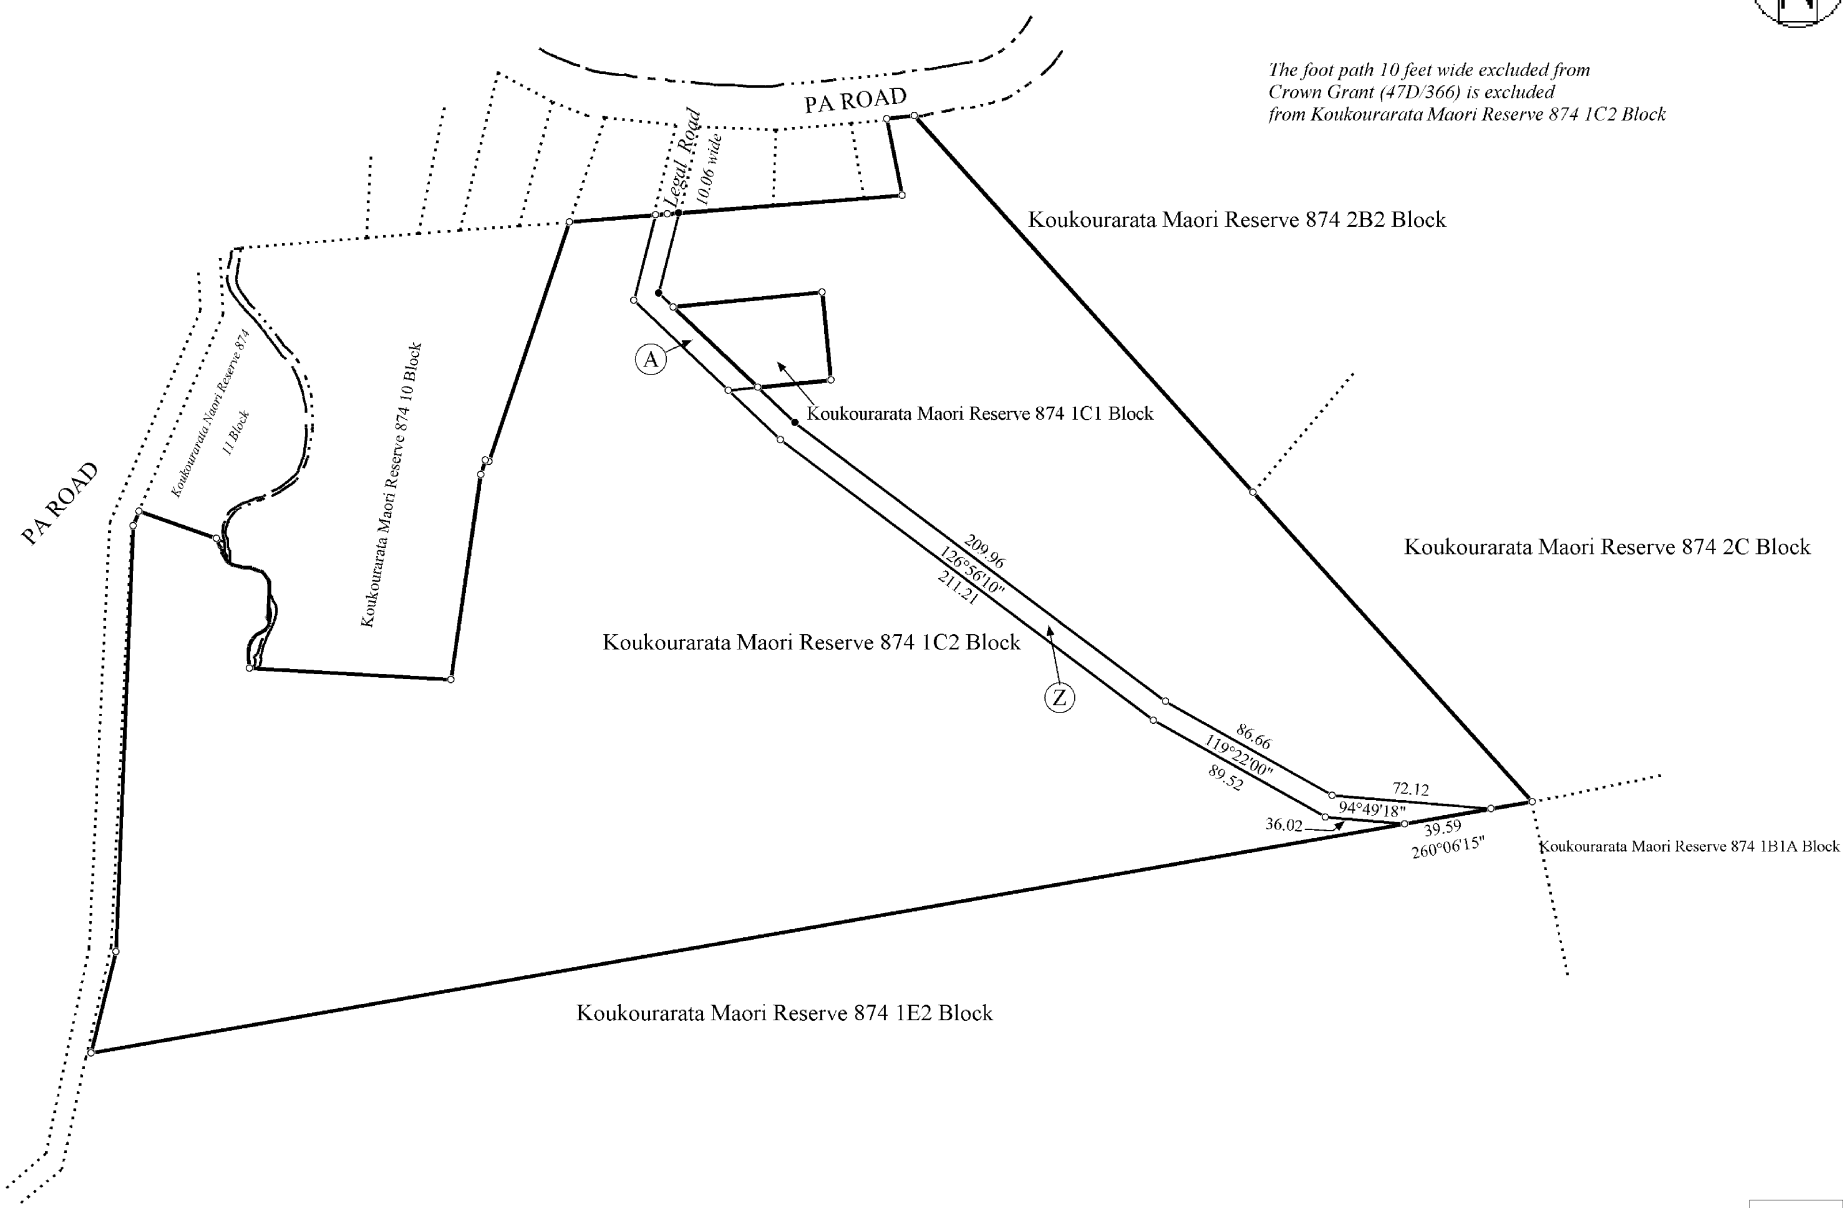 The foot path 10 feet wide excluded from
Crown Grant (47D/366) is excluded
from Koukourarata Maori Reserve 874 1C2 Block
PA ROAD
Legal Road
10.06 wide
Koukourarata Maori Reserve 874 2B2 Block
Koukourarata Naori Reserve 874
11 Block
Koukourarata Maori Reserve 874 10 Block
A
Koukourarata Maori Reserve 874 1C1 Block
PA ROAD
209.96
126°56'10"
211.21
Koukourarata Maori Reserve 874 2C Block
Koukourarata Maori Reserve 874 1C2 Block
Z
86.66
119°22'00"
89.52
72.12
94°49'18"
36.02
39.59
260°06'15"
Koukourarata Maori Reserve 874 1B1A Block
Koukourarata Maori Reserve 874 1E2 Block